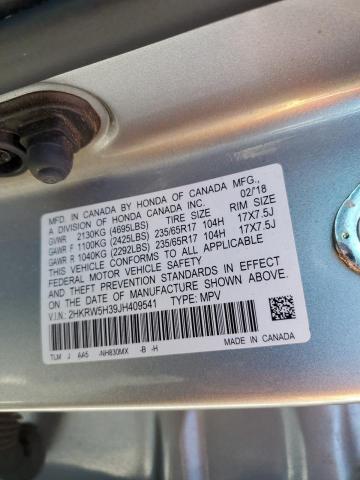 MFD. IN CANADA BY HONDA OF CANADA MFG.,
A DIVISION OF HONDA CANADA INC. 02/18
GVWR 2130KG (4695LBS) TIRE SIZE RIM SIZE
GAWR F 1100KG (2425LBS) 235/65R17 104H 17X7.5J
GAWR R 1040KG (2292LBS) 235/65R17 104H 17X7.5J
THIS VEHICLE CONFORMS TO ALL APPLICABLE
FEDERAL MOTOR VEHICLE SAFETY
AND THEFT PREVENTION STANDARDS IN EFFECT
ON THE DATE OF MANUFACTURE SHOWN ABOVE.
V.I.N: 2HKRW5H39JH409541 TYPE: MPV
TLM J AA5 -NH830MX -B -H MADE IN CANADA